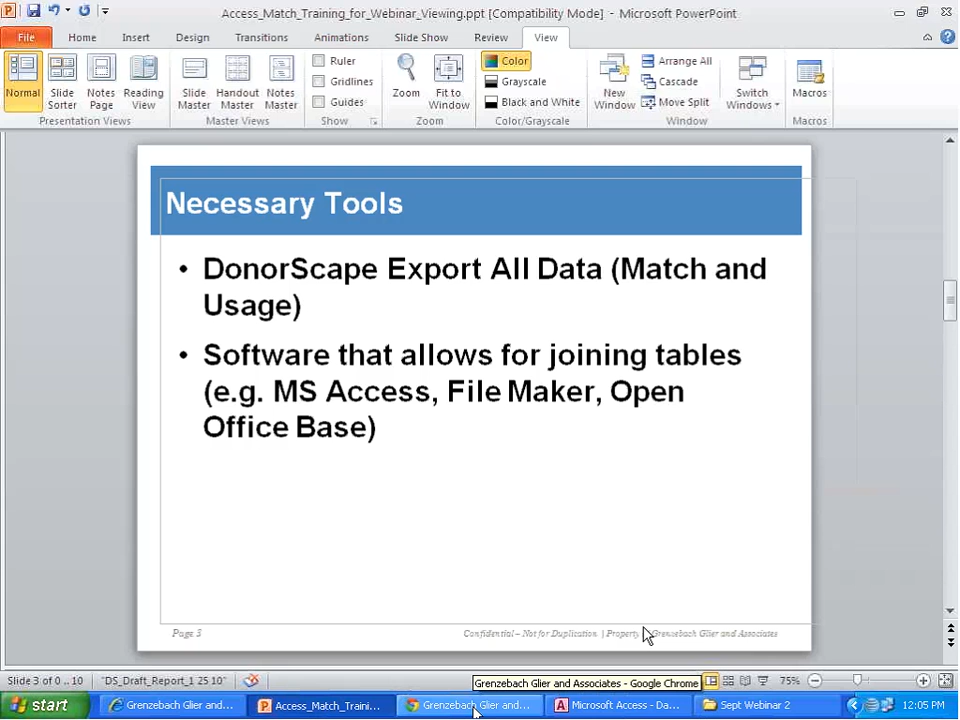 Access_Match_Training_for_Webinar_Viewing.ppt [Compatibility Mode] - Microsoft PowerPoint
File Home Insert Design Transitions Animations Slide Show Review View
Normal Slide Sorter Notes Page Reading View Slide Master Handout Master Notes Master
Ruler
Gridlines
Guides
Zoom Fit to Window
Color
Grayscale
Black and White
New Window
Arrange All
Cascade
Move Split
Switch Windows
Macros
Presentation Views Master Views Show Zoom Color/Grayscale Window Macros
Necessary Tools
• DonorScape Export All Data (Match and
Usage)
• Software that allows for joining tables
(e.g. MS Access, File Maker, Open
Office Base)
Page 3
Confidential – Not for Duplication | Property Grenzebach Glier and Associates
Slide 3 of 0 .. 10 "DS_Draft_Report_1 25 10" 75%
Grenzebach Glier and Associates - Google Chrome
start Grenzebach Glier and... Access_Match_Traini... Grenzebach Glier and... Microsoft Access - Da... Sept Webinar 2 12:05 PM